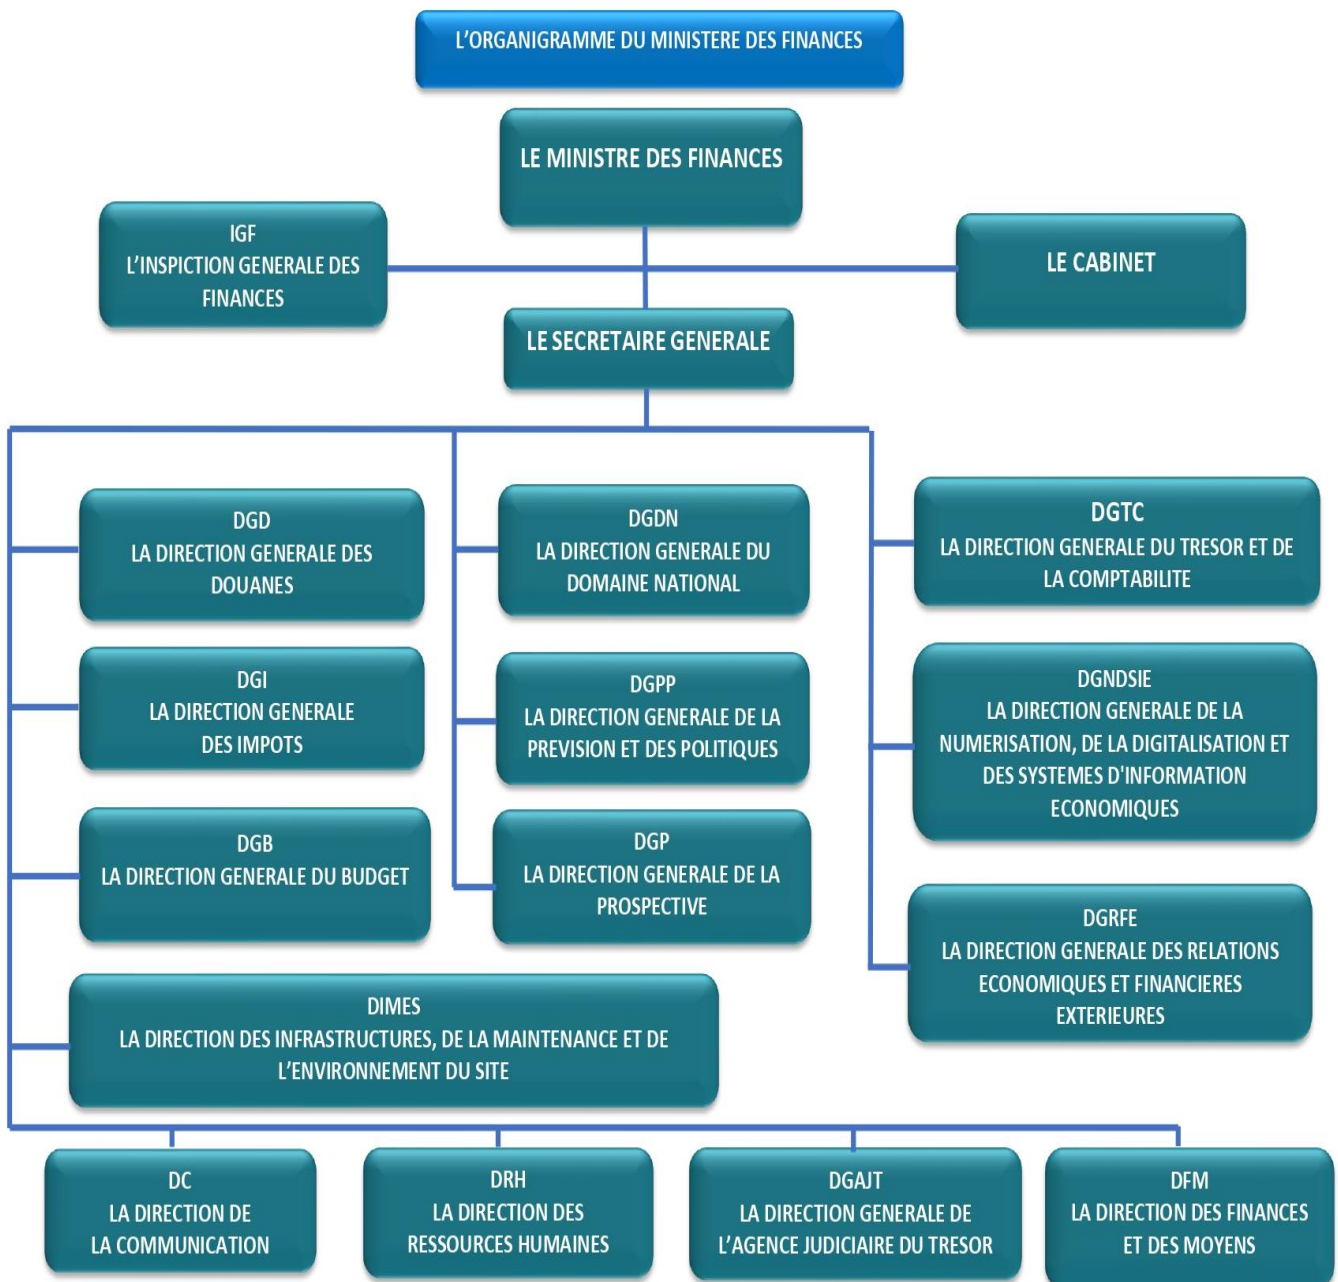 L'ORGANIGRAMME DU MINISTERE DES FINANCES
LE MINISTRE DES FINANCES
IGF
L'INSPICTION GENERALE DES
FINANCES
LE CABINET
LE SECRETAIRE GENERALE
DGD
LA DIRECTION GENERALE DES
DOUANES
DGDN
LA DIRECTION GENERALE DU
DOMAINE NATIONAL
DGTC
LA DIRECTION GENERALE DU TRESOR ET DE
LA COMPTABILITE
DGI
LA DIRECTION GENERALE
DES IMPOTS
DGPP
LA DIRECTION GENERALE DE LA
PREVISION ET DES POLITIQUES
DGNDSIE
LA DIRECTION GENERALE DE LA
NUMERISATION, DE LA DIGITALISATION ET
DES SYSTEMES D'INFORMATION
ECONOMIQUES
DGB
LA DIRECTION GENERALE DU BUDGET
DGP
LA DIRECTION GENERALE DE LA
PROSPECTIVE
DGRFE
LA DIRECTION GENERALE DES RELATIONS
ECONOMIQUES ET FINANCIERES
EXTERIEURES
DIMES
LA DIRECTION DES INFRASTRUCTURES, DE LA MAINTENANCE ET DE
L'ENVIRONNEMENT DU SITE
DC
LA DIRECTION DE
LA COMMUNICATION
DRH
LA DIRECTION DES
RESSOURCES HUMAINES
DGAJT
LA DIRECTION GENERALE DE
L'AGENCE JUDICIAIRE DU TRESOR
DFM
LA DIRECTION DES FINANCES
ET DES MOYENS